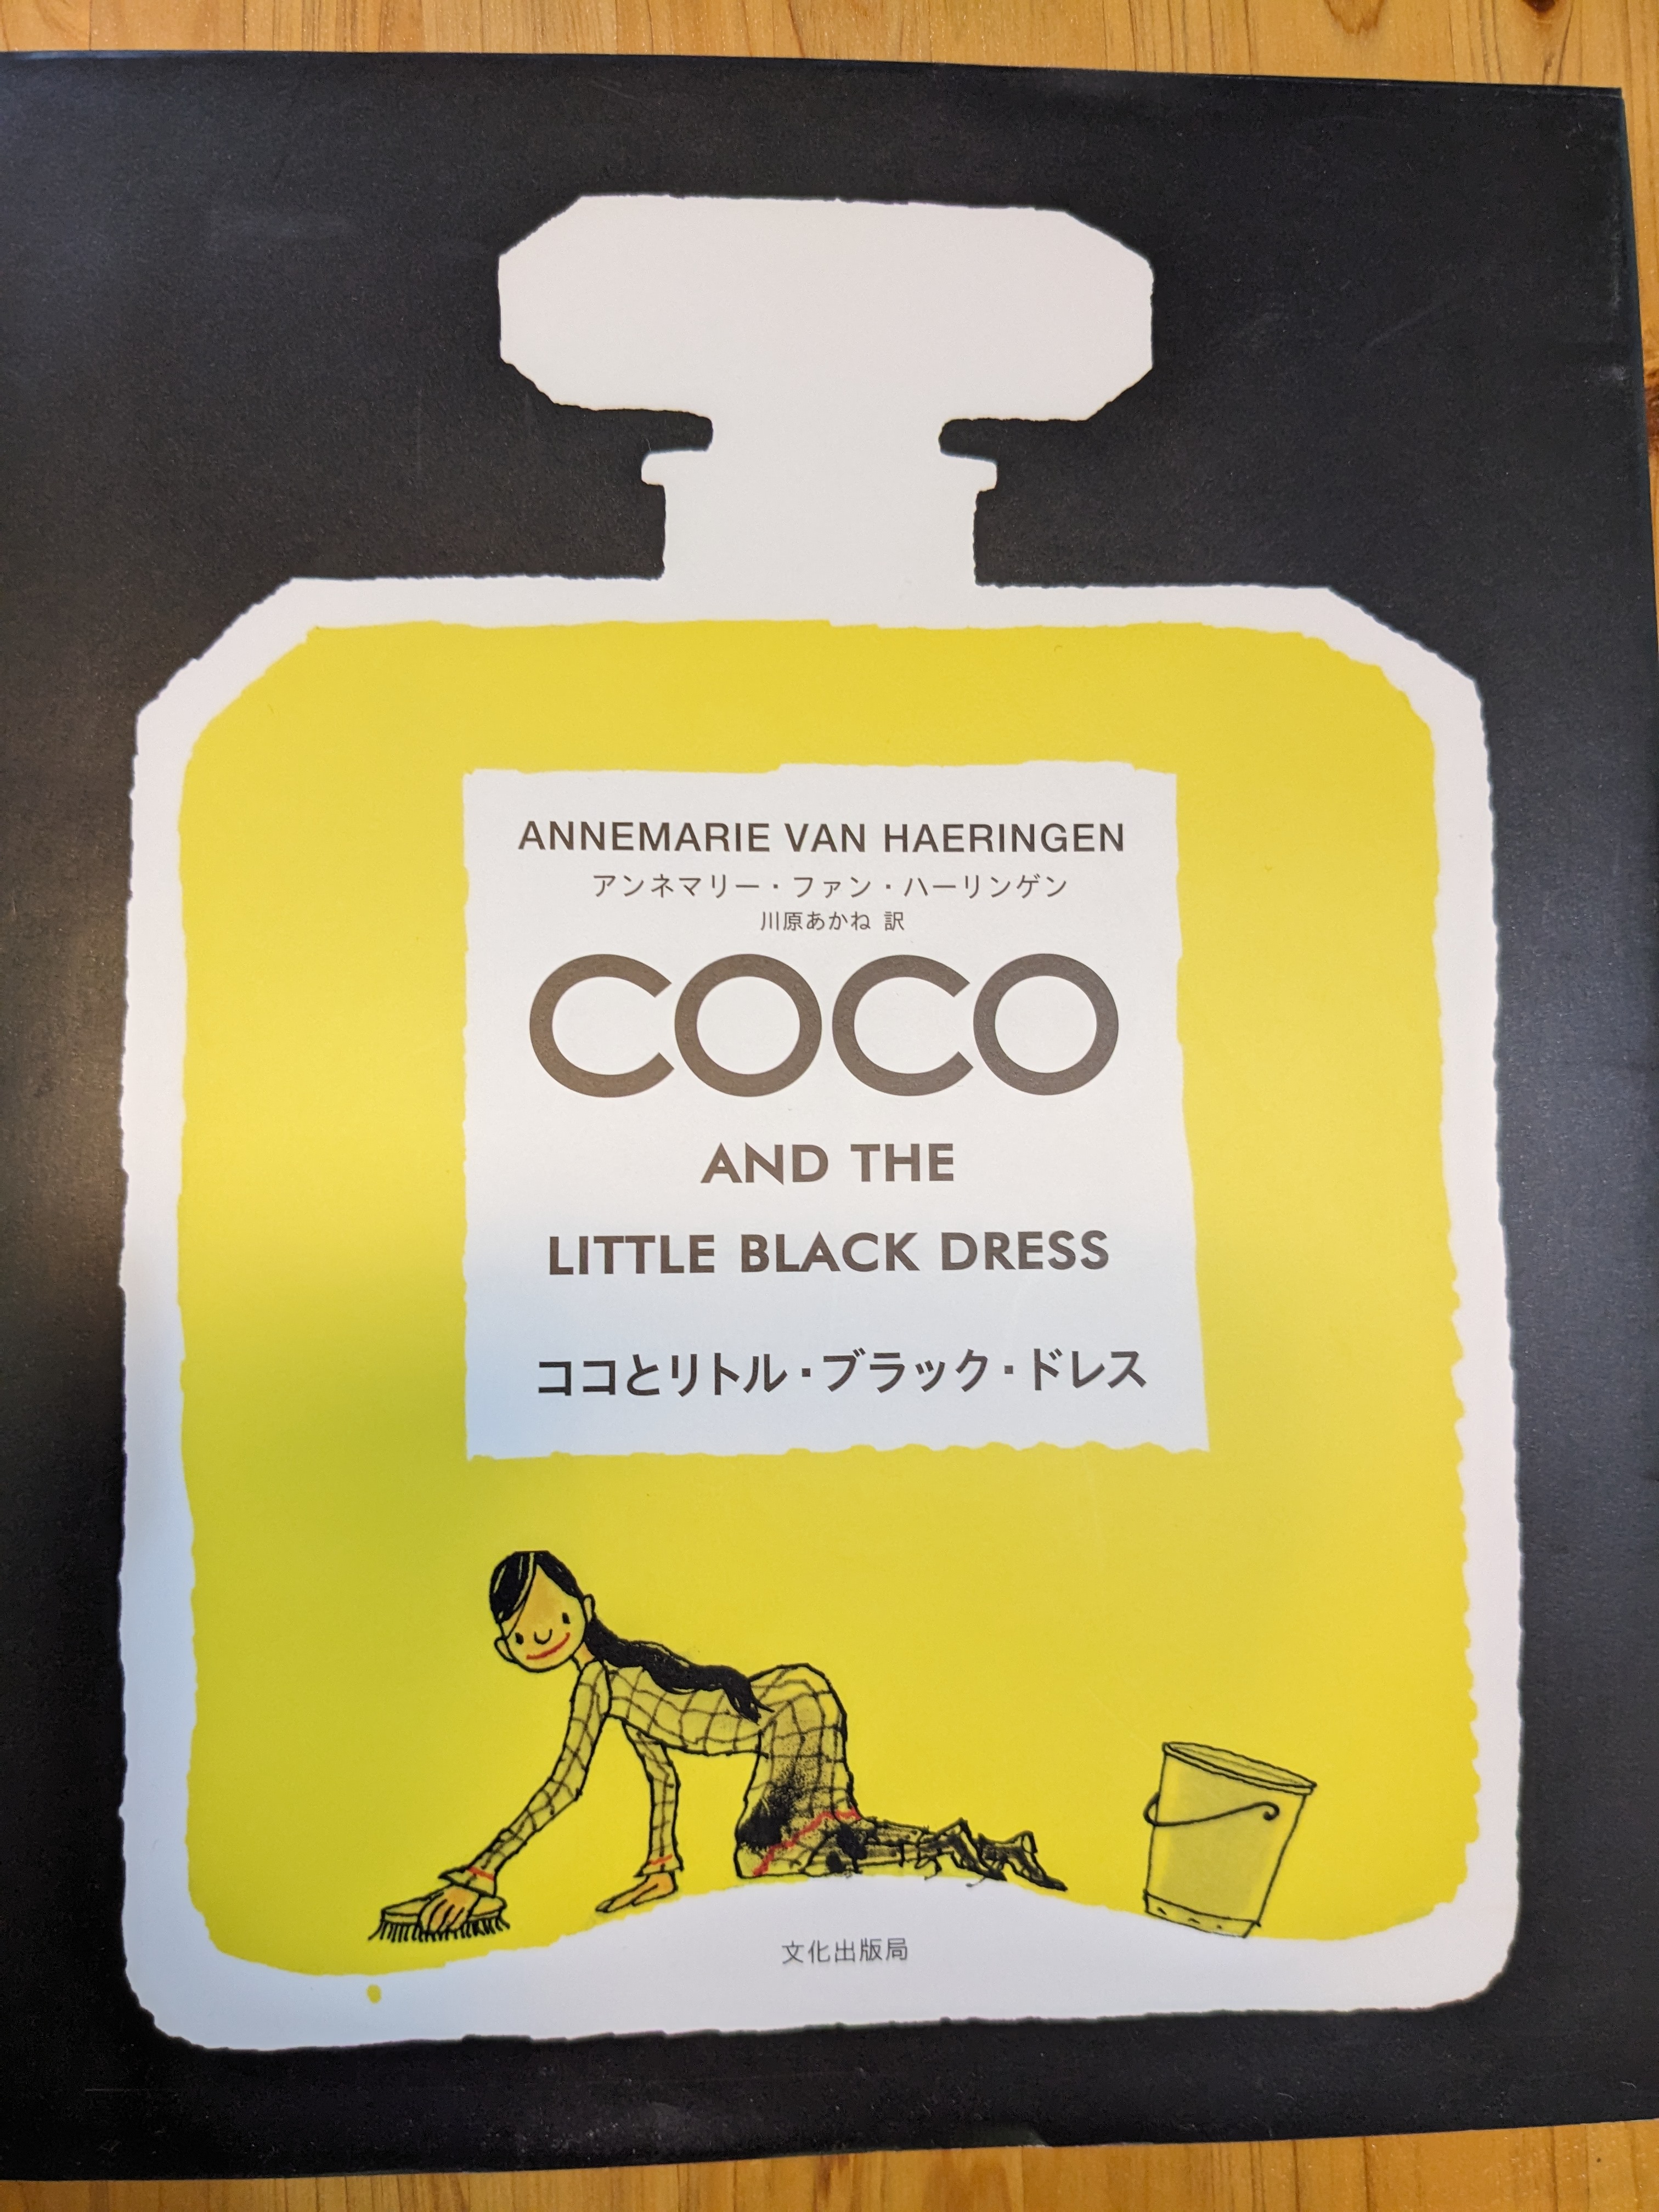 ANNEMARIE VAN HAERINGEN
アンネマリー・ファン・ハーリンゲン
川原あかね 訳
COCO
AND THE
LITTLE BLACK DRESS
ココとリトル・ブラック・ドレス
文化出版局